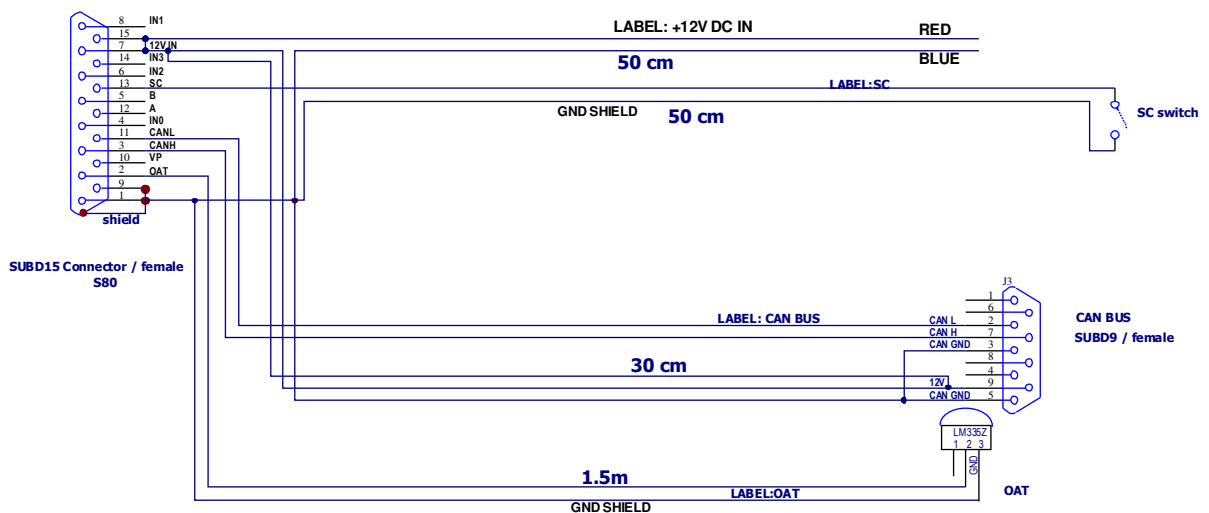 8 IN1
15
7 12V IN
14 IN3
6 IN2
13 SC
5 B
12 A
4 IN0
11 CANL
3 CANH
10 VP
2 OAT
9
1
shield
SUBD15 Connector / female
S80
LABEL: +12V DC IN
RED
50 cm
BLUE
LABEL:SC
GND SHIELD
50 cm
SC switch
J3
1
6
LABEL: CAN BUS
CAN L 2
CAN H 7
CAN GND 3
8
4
12V 9
CAN GND 5
CAN BUS
SUBD9 / female
30 cm
LM335Z
1 2 3
GND
1.5m
LABEL:OAT
OAT
GND SHIELD